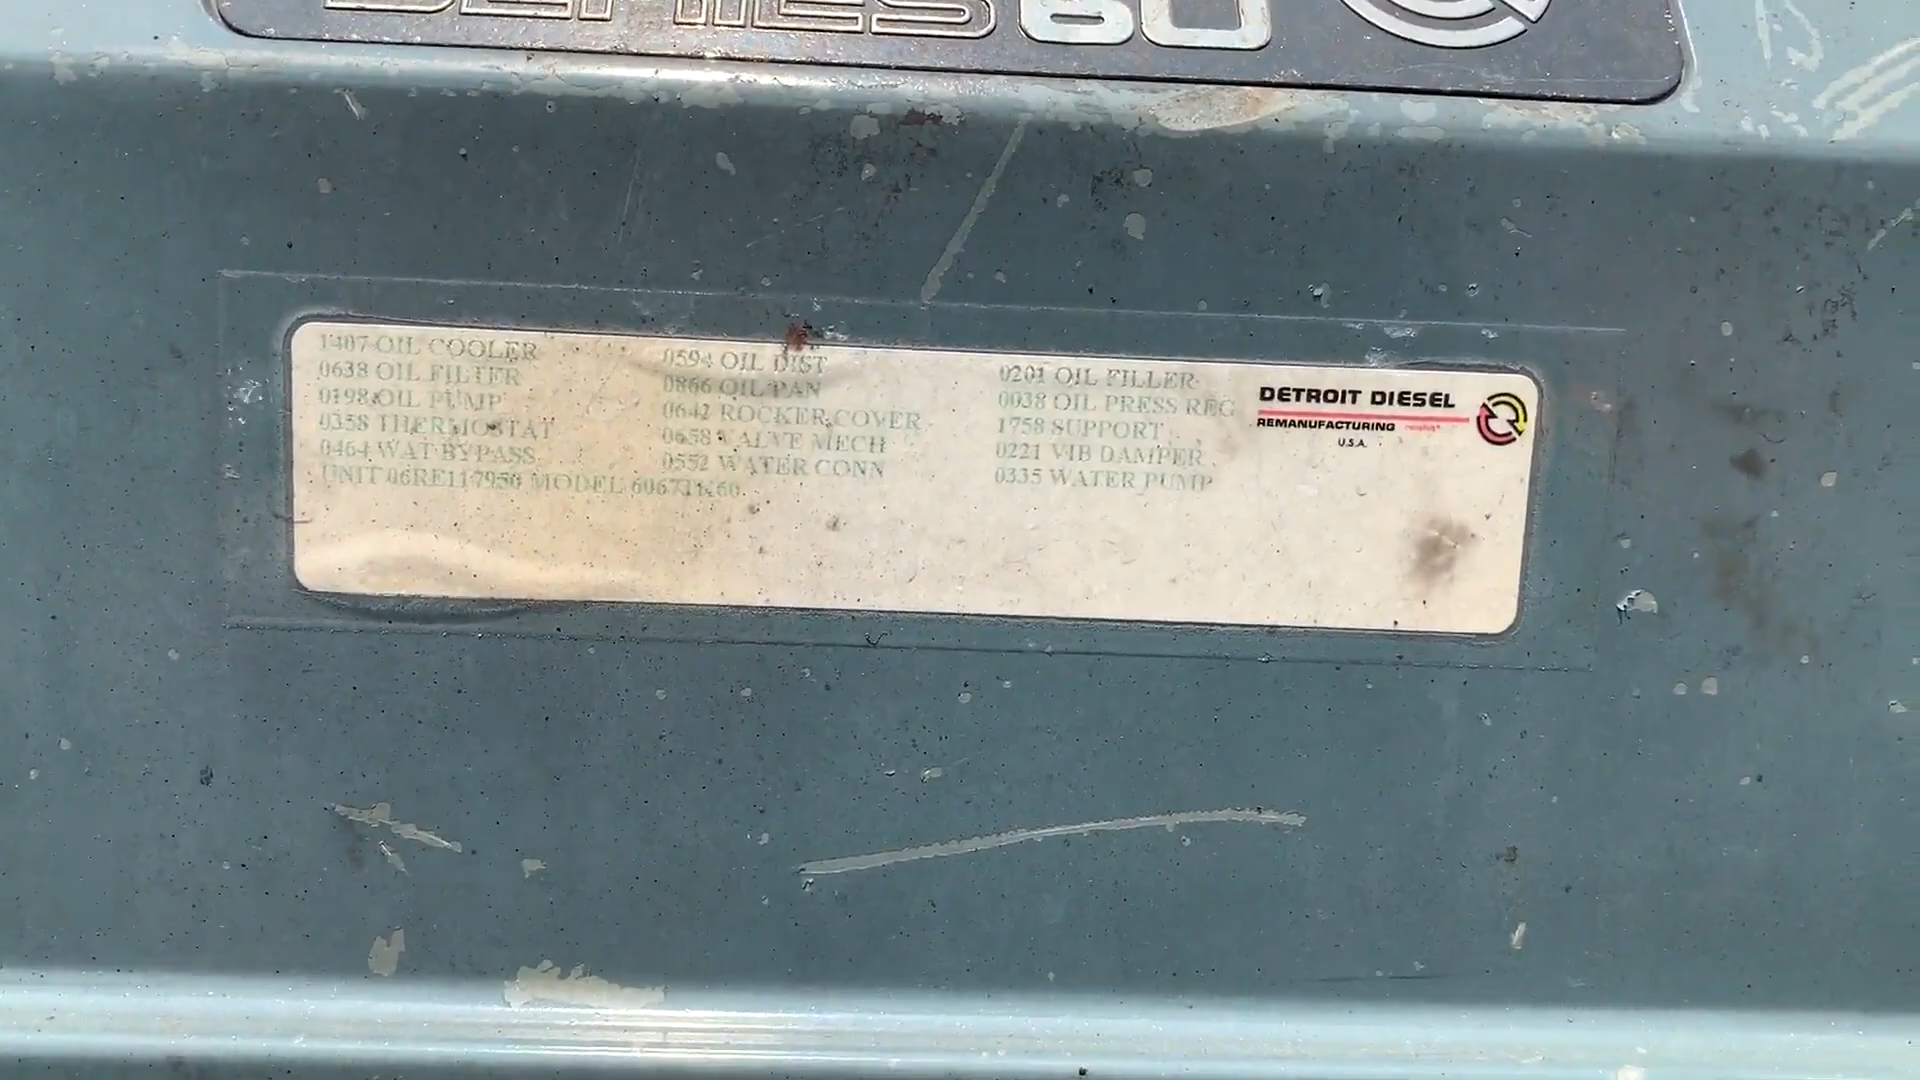 SERIES 60
1407 OIL COOLER
0638 OIL FILTER
0198 OIL PUMP
0358 THERMOSTAT
0464 WAT BYPASS
UNIT 06RE117950 MODEL
0594 OIL DIST
0866 OIL PAN
0642 ROCKER COVER
0658 VALVE MECH
0552 WATER CONN
0201 OIL FILLER
0038 OIL PRESS REG
1758 SUPPORT
0221 VIB DAMPER
0335 WATER PUMP
DETROIT DIESEL
REMANUFACTURING
U.S.A.